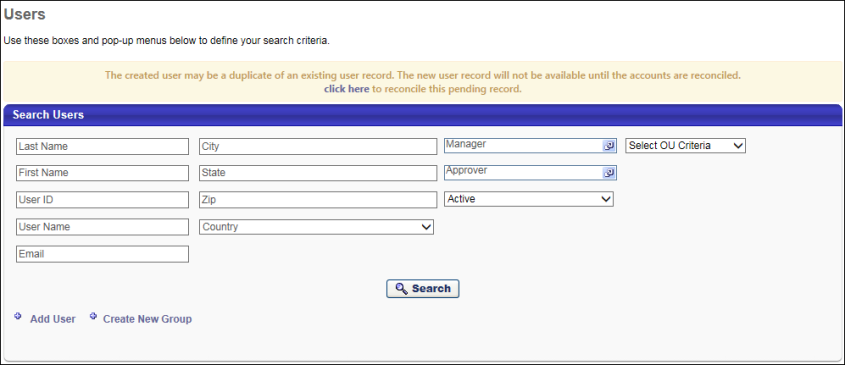 Users
Use these boxes and pop-up menus below to define your search criteria.
The created user may be a duplicate of an existing user record. The new user record will not be available until the accounts are reconciled.
click here to reconcile this pending record.
Search Users
Last Name City Manager Select OU Criteria
First Name State Approver
User ID Zip Active
User Name Country
Email
Search
Add User Create New Group